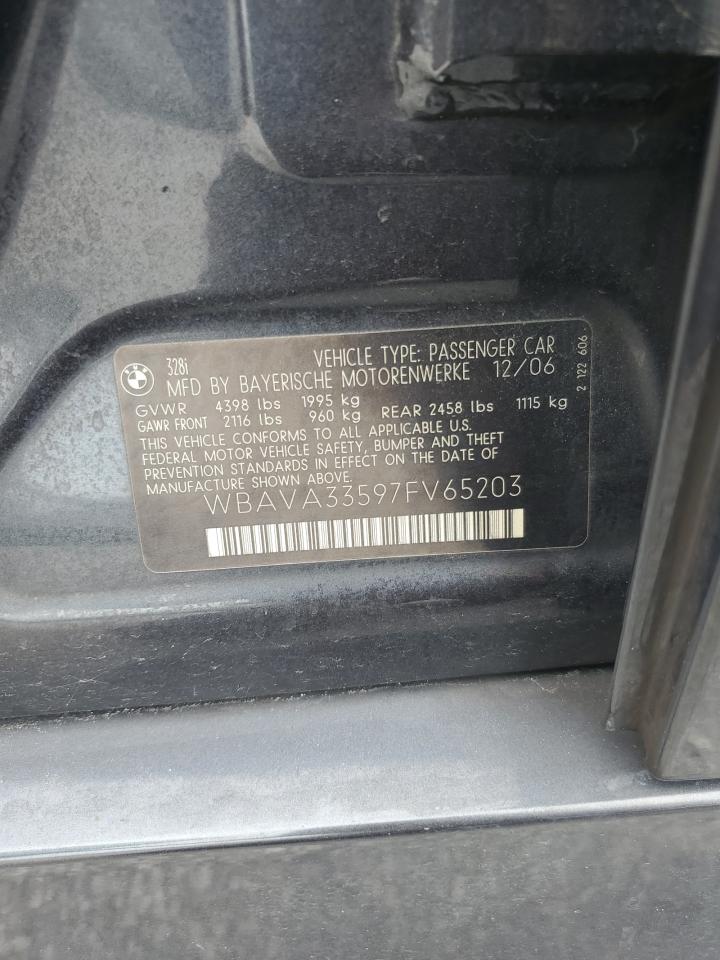 328i VEHICLE TYPE: PASSENGER CAR
MFD BY BAYERISCHE MOTORENWERKE 12/06
GVWR 4398 lbs 1995 kg
GAWR FRONT 2116 lbs 960 kg REAR 2458 lbs 1115 kg
THIS VEHICLE CONFORMS TO ALL APPLICABLE U.S.
FEDERAL MOTOR VEHICLE SAFETY, BUMPER AND THEFT
PREVENTION STANDARDS IN EFFECT ON THE DATE OF
MANUFACTURE SHOWN ABOVE.
WBAVA33597FV65203
2 122 606.